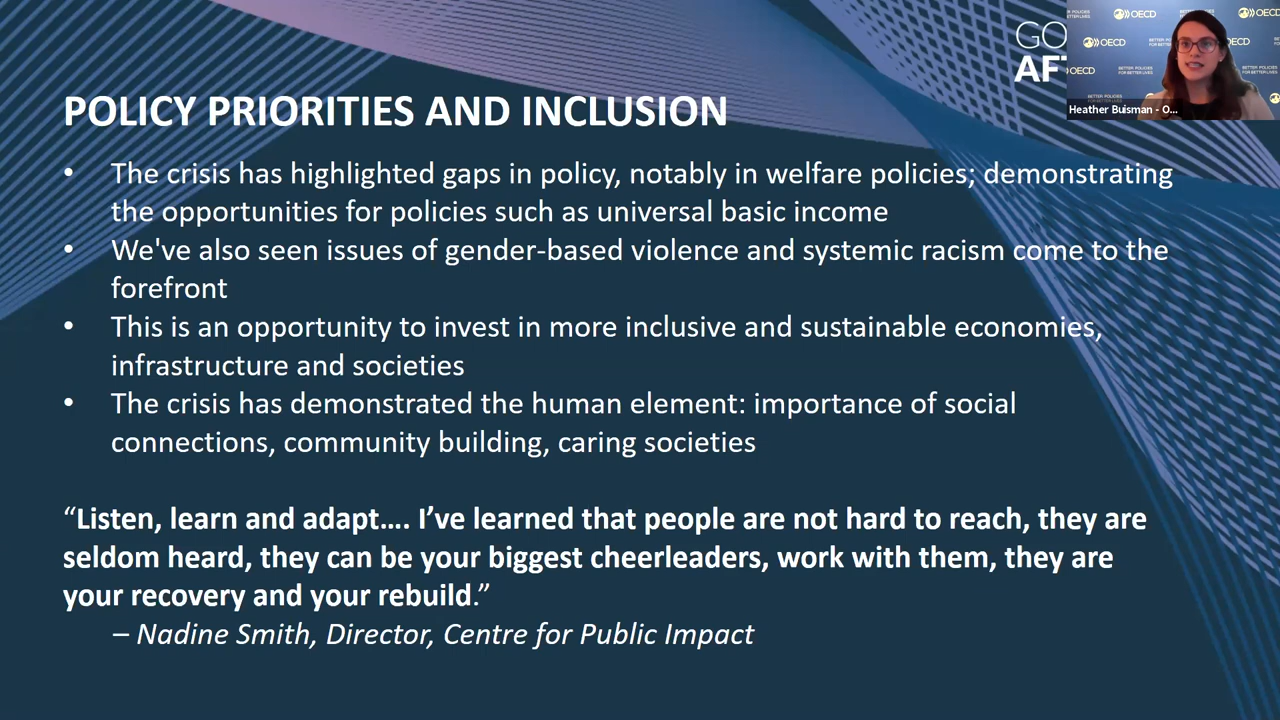 GO
AFT
OECD
BETTER POLICIES
FOR BETTER LIVES
Heather Buisman - O...
POLICY PRIORITIES AND INCLUSION
• The crisis has highlighted gaps in policy, notably in welfare policies; demonstrating
the opportunities for policies such as universal basic income
• We've also seen issues of gender-based violence and systemic racism come to the
forefront
• This is an opportunity to invest in more inclusive and sustainable economies,
infrastructure and societies
• The crisis has demonstrated the human element: importance of social
connections, community building, caring societies
“Listen, learn and adapt…. I’ve learned that people are not hard to reach, they are
seldom heard, they can be your biggest cheerleaders, work with them, they are
your recovery and your rebuild.”
– Nadine Smith, Director, Centre for Public Impact